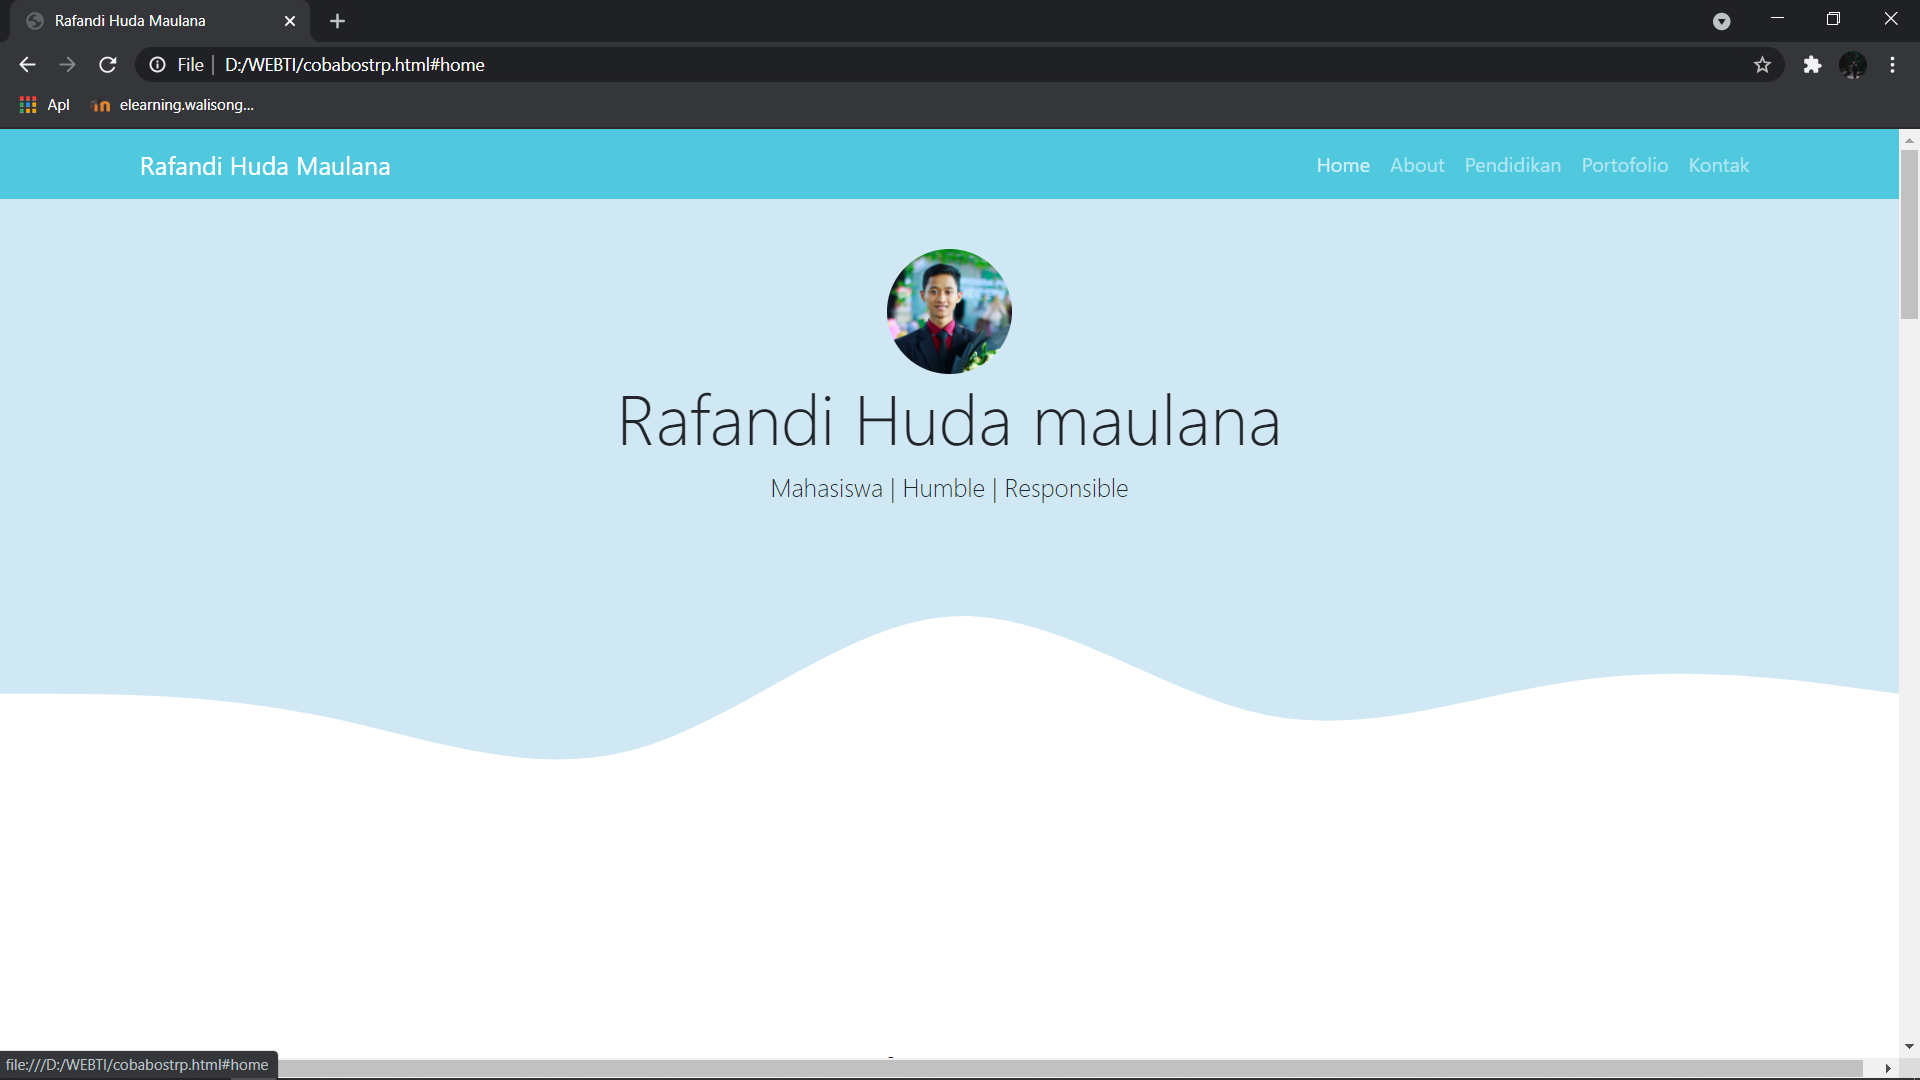 Rafandi Huda Maulana
File | D:/WEBTI/cobabostrp.html#home
Apl elearning.walisong...
Rafandi Huda Maulana Home About Pendidikan Portofolio Kontak
Rafandi Huda maulana
Mahasiswa | Humble | Responsible
file:///D:/WEBTI/cobabostrp.html#home